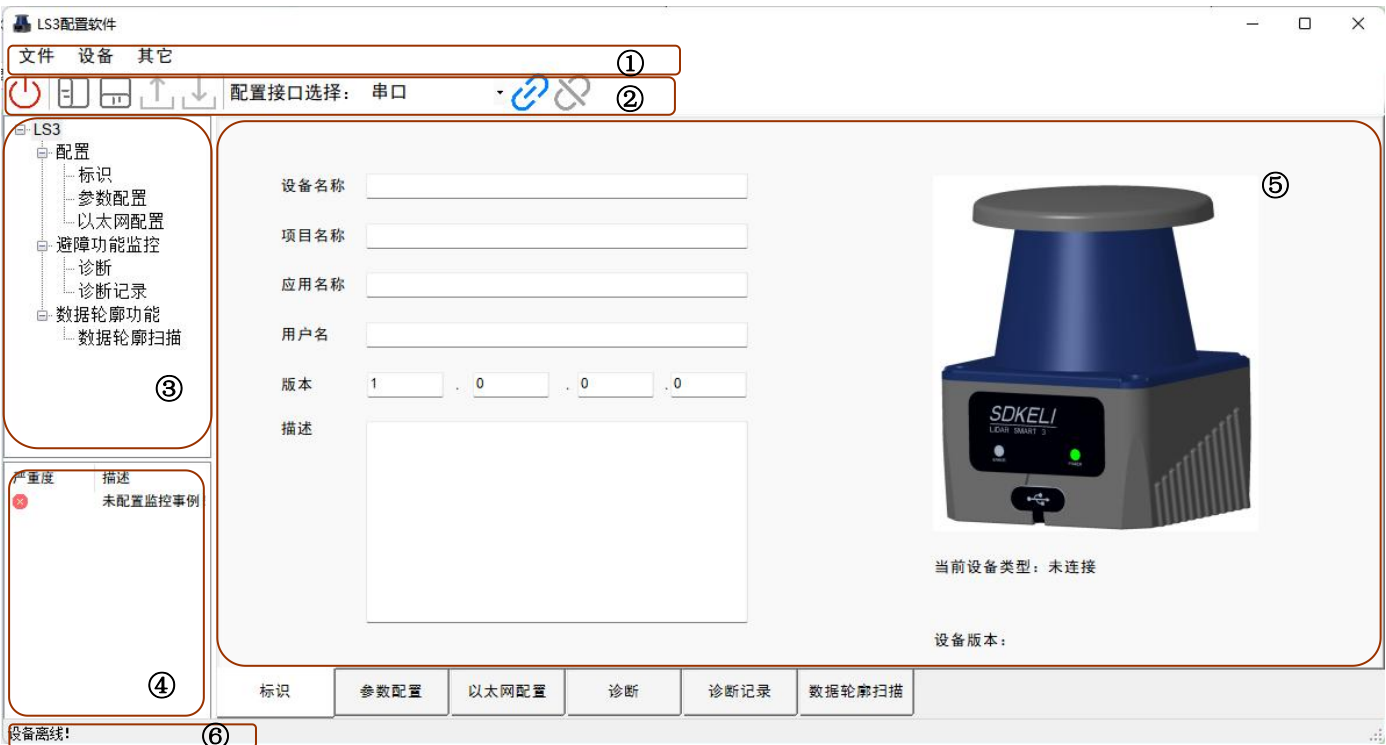 LS3配置软件
文件 设备 其它
①
配置接口选择： 串口
②
LS3
配置
标识
参数配置
以太网配置
避障功能监控
诊断
诊断记录
数据轮廓功能
数据轮廓扫描
③
严重度 描述
未配置监控事例
④
设备名称
项目名称
应用名称
用户名
版本 1 . 0 . 0 . 0
描述
⑤
SDKELI
LiDAR SMART 3
当前设备类型：未连接
设备版本：
标识 参数配置 以太网配置 诊断 诊断记录 数据轮廓扫描
设备离线!
⑥